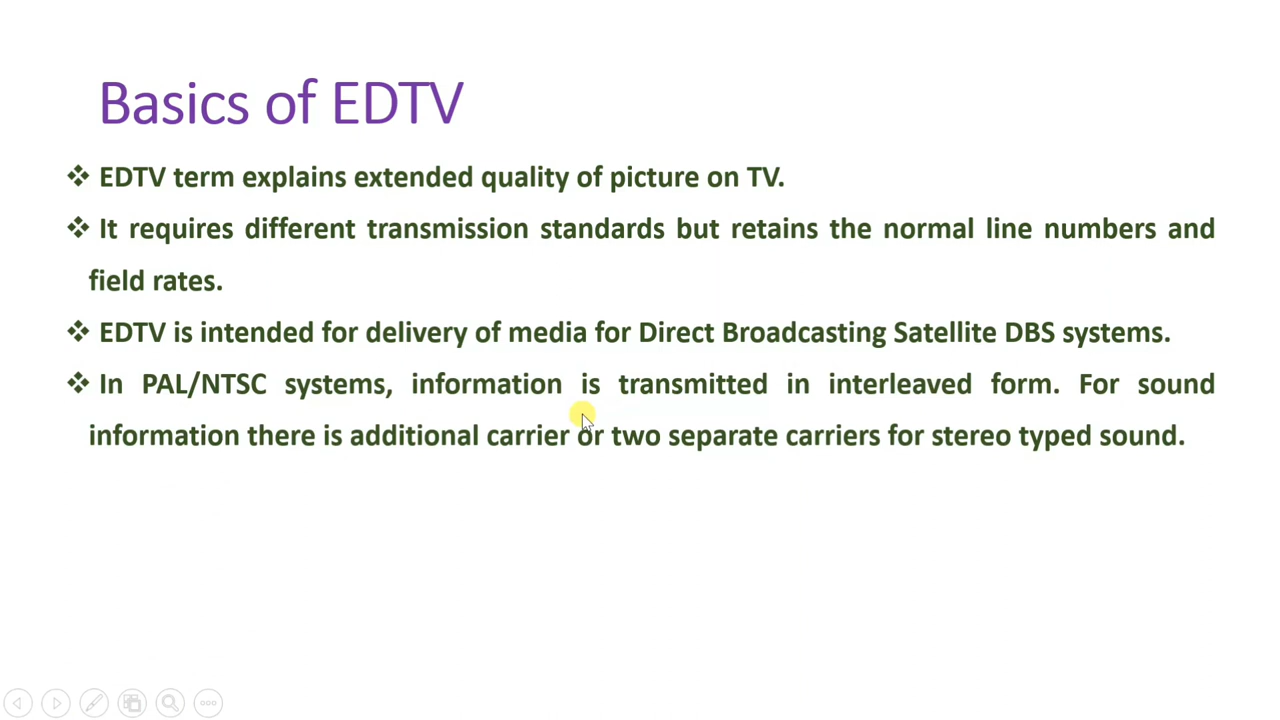 Basics of EDTV
❖ EDTV term explains extended quality of picture on TV.
❖ It requires different transmission standards but retains the normal line numbers and
field rates.
❖ EDTV is intended for delivery of media for Direct Broadcasting Satellite DBS systems.
❖ In PAL/NTSC systems, information is transmitted in interleaved form. For sound
information there is additional carrier or two separate carriers for stereo typed sound.